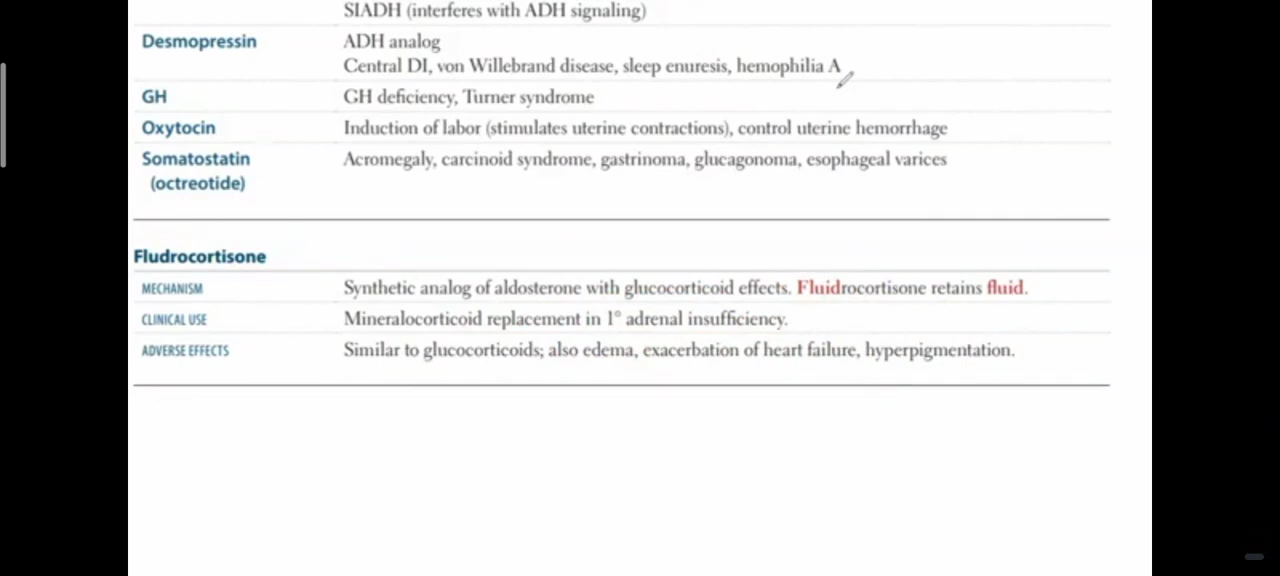 SIADH (interferes with ADH signaling)
Desmopressin ADH analog
Central DI, von Willebrand disease, sleep enuresis, hemophilia A
GH GH deficiency, Turner syndrome
Oxytocin Induction of labor (stimulates uterine contractions), control uterine hemorrhage
Somatostatin Acromegaly, carcinoid syndrome, gastrinoma, glucagonoma, esophageal varices
(octreotide)
Fludrocortisone
MECHANISM Synthetic analog of aldosterone with glucocorticoid effects. Fluidrocortisone retains fluid.
CLINICAL USE Mineralocorticoid replacement in 1° adrenal insufficiency.
ADVERSE EFFECTS Similar to glucocorticoids; also edema, exacerbation of heart failure, hyperpigmentation.